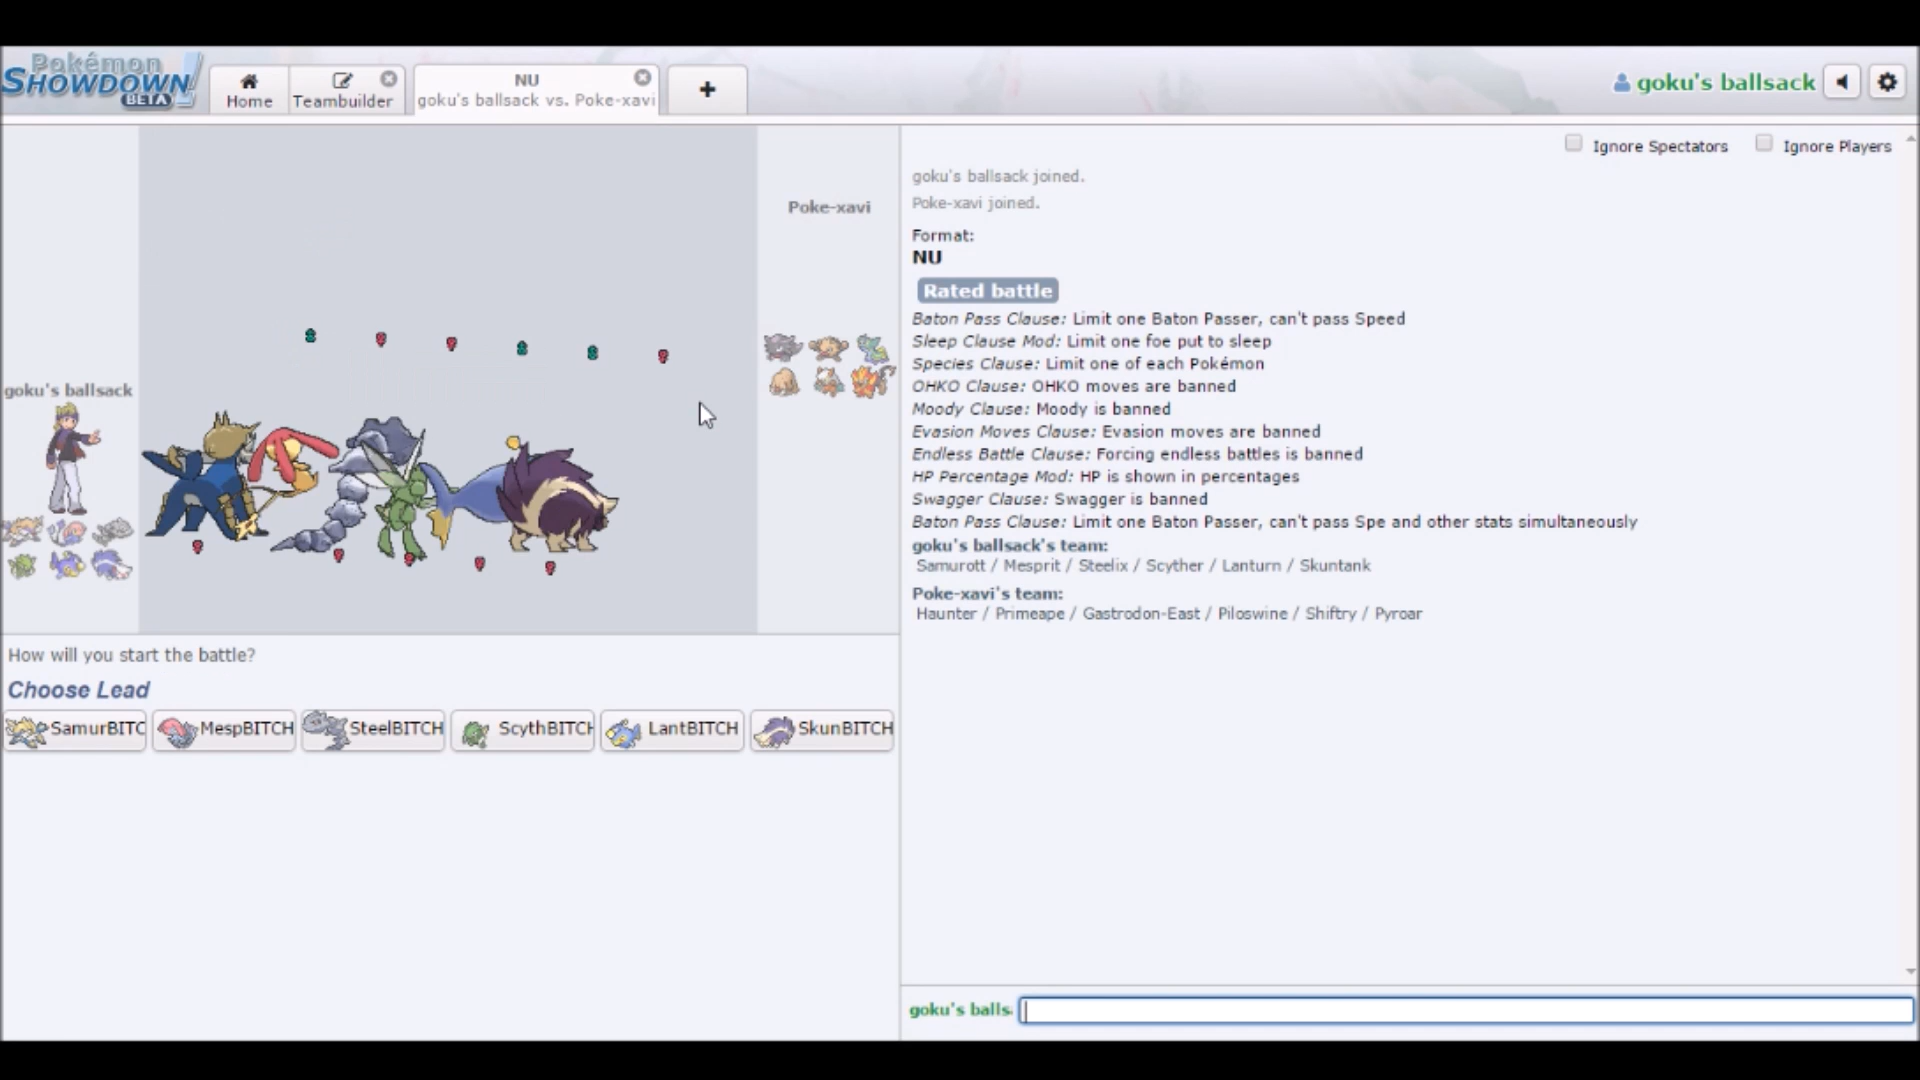 Pokémon
SHOWDOWN!
BETA
Home
Teambuilder
NU
goku's ballsack vs. Poke-xavi
+
goku's ballsack
Ignore Spectators
Ignore Players
Poke-xavi
goku's ballsack
goku's ballsack joined.
Poke-xavi joined.
Format:
NU
Rated battle
Baton Pass Clause: Limit one Baton Passer, can't pass Speed
Sleep Clause Mod: Limit one foe put to sleep
Species Clause: Limit one of each Pokémon
OHKO Clause: OHKO moves are banned
Moody Clause: Moody is banned
Evasion Moves Clause: Evasion moves are banned
Endless Battle Clause: Forcing endless battles is banned
HP Percentage Mod: HP is shown in percentages
Swagger Clause: Swagger is banned
Baton Pass Clause: Limit one Baton Passer, can't pass Spe and other stats simultaneously
goku's ballsack's team:
Samurott / Mesprit / Steelix / Scyther / Lanturn / Skuntank
Poke-xavi's team:
Haunter / Primeape / Gastrodon-East / Piloswine / Shiftry / Pyroar
How will you start the battle?
Choose Lead
SamurBITC
MespBITCH
SteelBITCH
ScythBITCH
LantBITCH
SkunBITCH
goku's balls